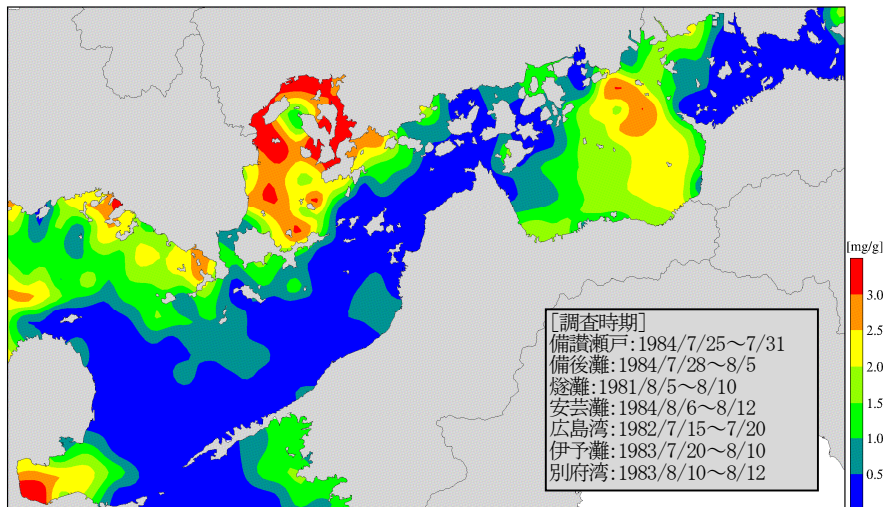 [mg/g]
3.0
2.5
2.0
1.5
1.0
0.5
[調査時期]
備讃瀬戸:1984/7/25～7/31
備後灘:1984/7/28～8/5
燧灘:1981/8/5～8/10
安芸灘:1984/8/6～8/12
広島湾:1982/7/15～7/20
伊予灘:1983/7/20～8/10
別府湾:1983/8/10～8/12